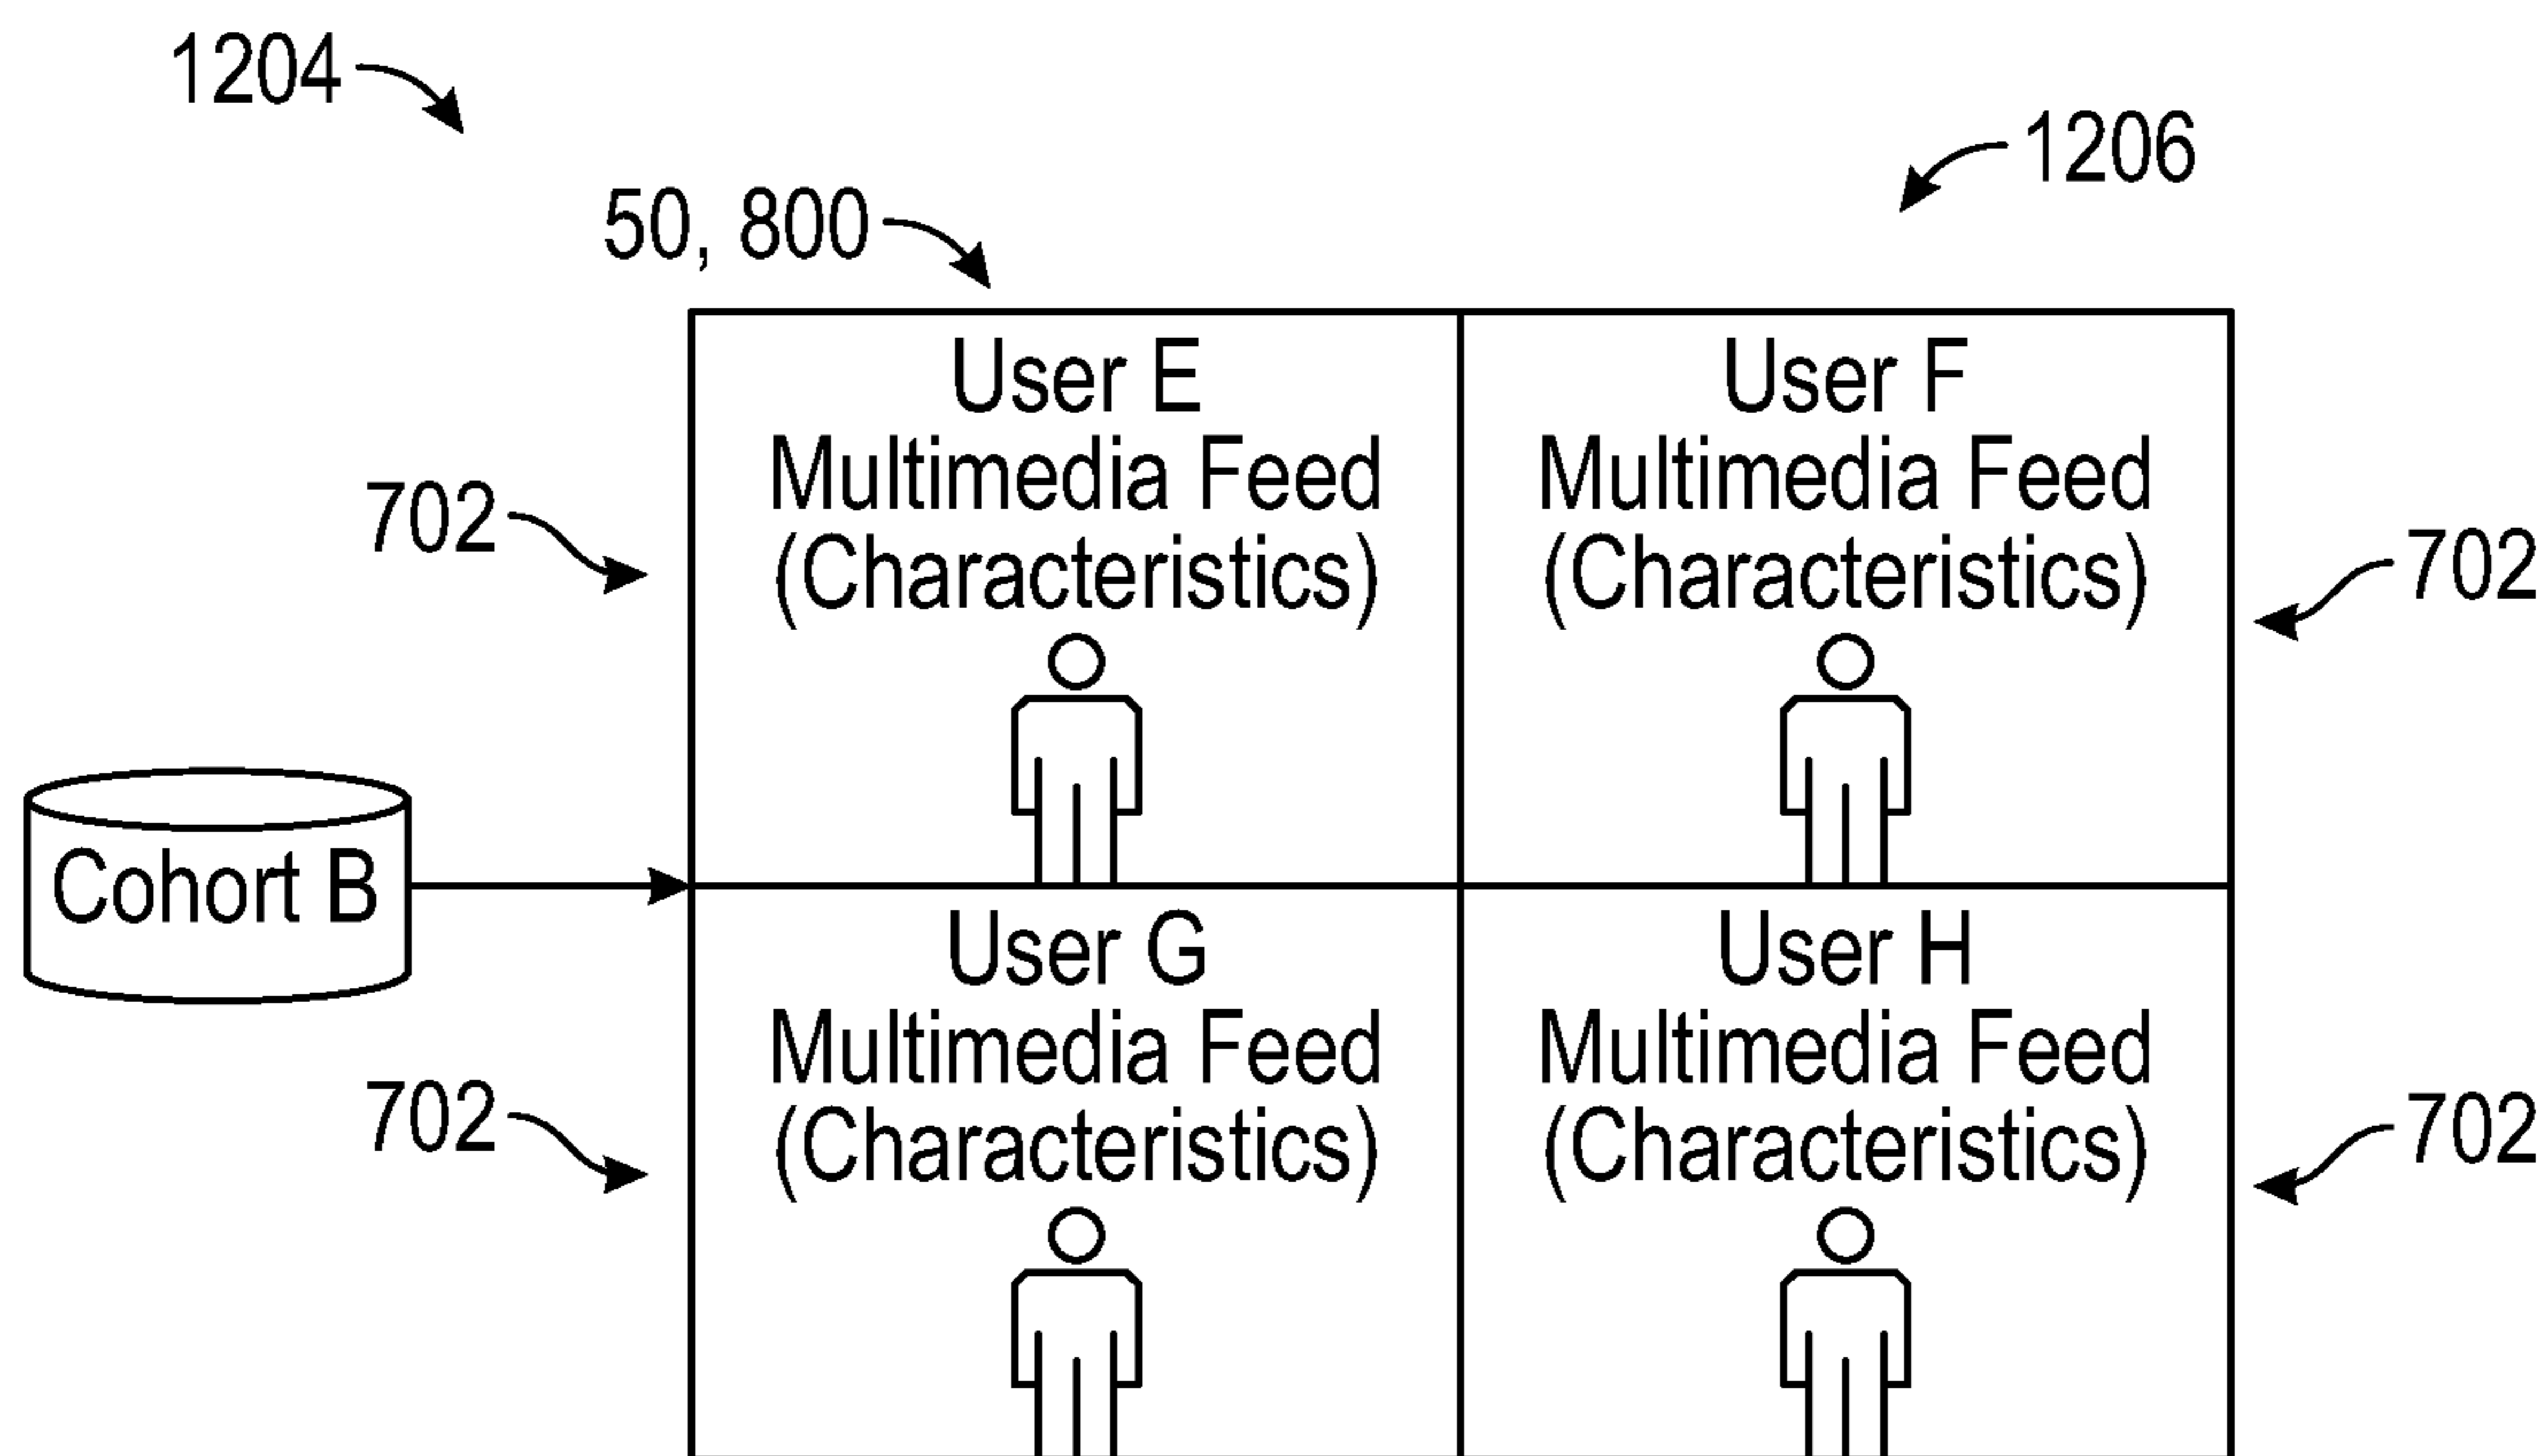 1204
1206
50, 800
User E
Multimedia Feed
(Characteristics)
User F
Multimedia Feed
(Characteristics)
702
702
Cohort B
User G
Multimedia Feed
(Characteristics)
User H
Multimedia Feed
(Characteristics)
702
702